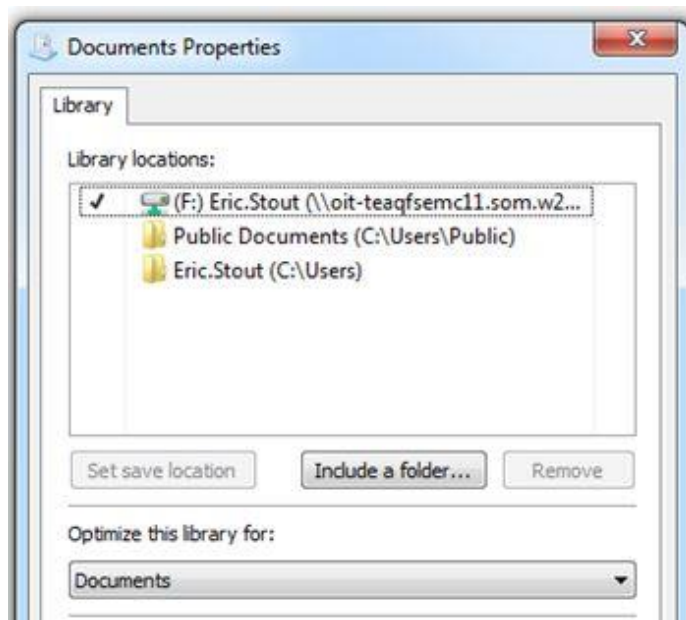 Documents Properties
Library
Library locations:
(F:) Eric.Stout (\\oit-teaqfsemc11.som.w2...
Public Documents (C:\Users\Public)
Eric.Stout (C:\Users)
Set save location Include a folder... Remove
Optimize this library for:
Documents